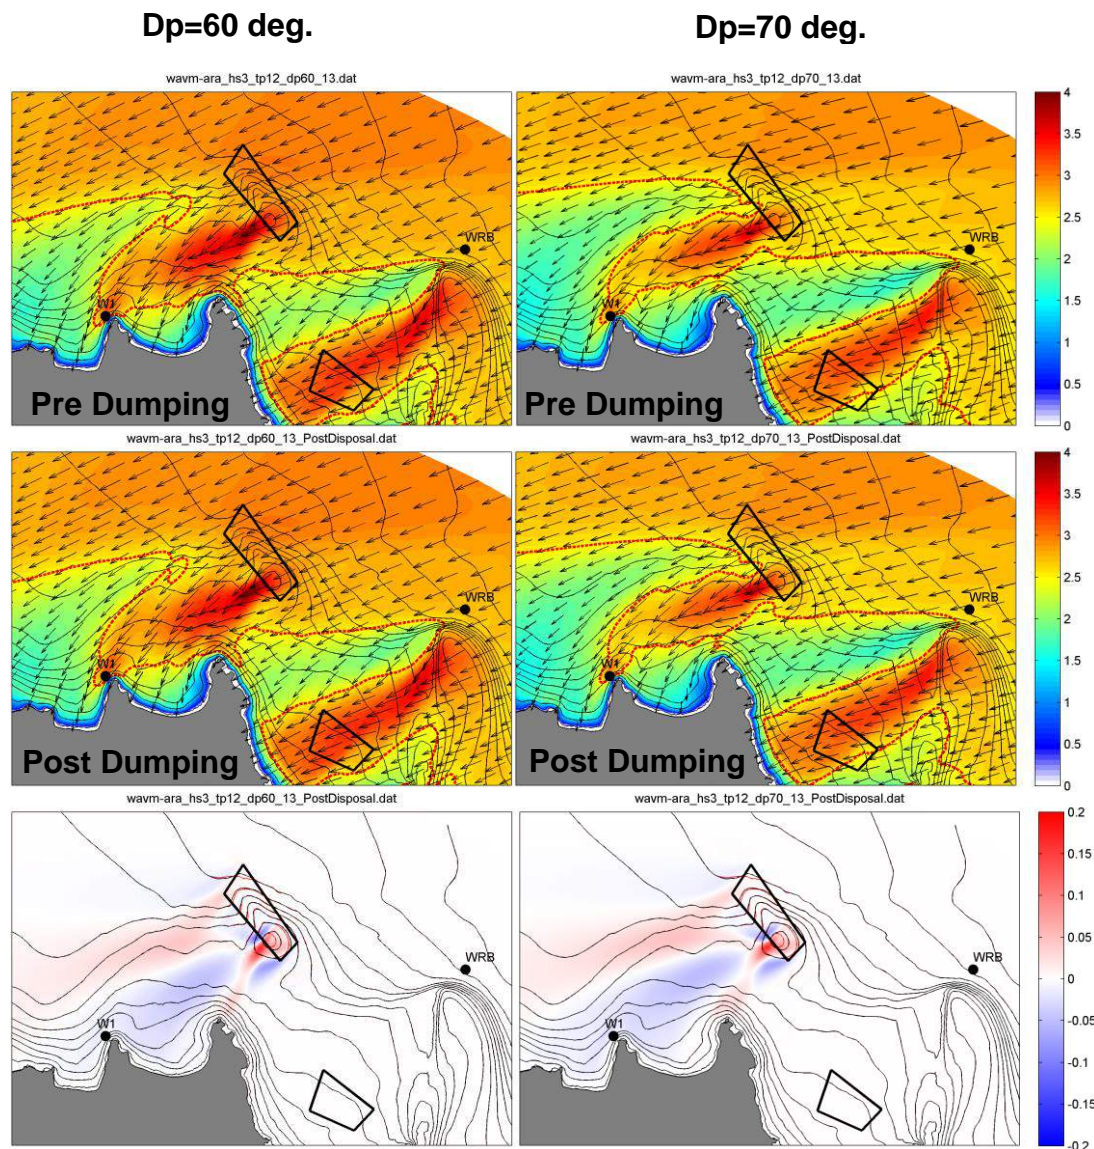 Dp=60 deg.
Dp=70 deg.
wavm-ara_hs3_tp12_dp60_13.dat
wavm-ara_hs3_tp12_dp70_13.dat
WRB
W1
Pre Dumping
WRB
W1
Pre Dumping
4
3.5
3
2.5
2
1.5
1
0.5
0
wavm-ara_hs3_tp12_dp60_13_PostDisposal.dat
wavm-ara_hs3_tp12_dp70_13_PostDisposal.dat
WRB
W1
Post Dumping
WRB
W1
Post Dumping
4
3.5
3
2.5
2
1.5
1
0.5
0
wavm-ara_hs3_tp12_dp60_13_PostDisposal.dat
wavm-ara_hs3_tp12_dp70_13_PostDisposal.dat
WRB
W1
WRB
W1
0.2
0.15
0.1
0.05
0
-0.05
-0.1
-0.15
-0.2